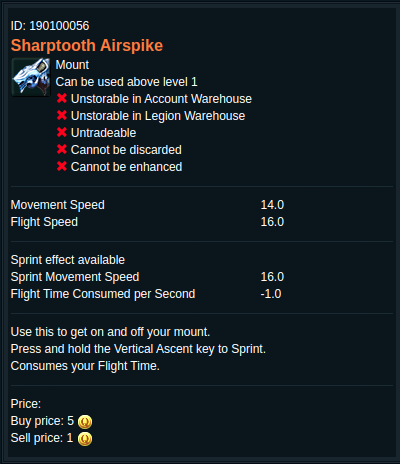 ID: 190100056
Sharptooth Airspike
Mount
Can be used above level 1
Unstorable in Account Warehouse
Unstorable in Legion Warehouse
Untradeable
Cannot be discarded
Cannot be enhanced
Movement Speed 14.0
Flight Speed 16.0
Sprint effect available
Sprint Movement Speed 16.0
Flight Time Consumed per Second -1.0
Use this to get on and off your mount.
Press and hold the Vertical Ascent key to Sprint.
Consumes your Flight Time.
Price:
Buy price: 5
Sell price: 1